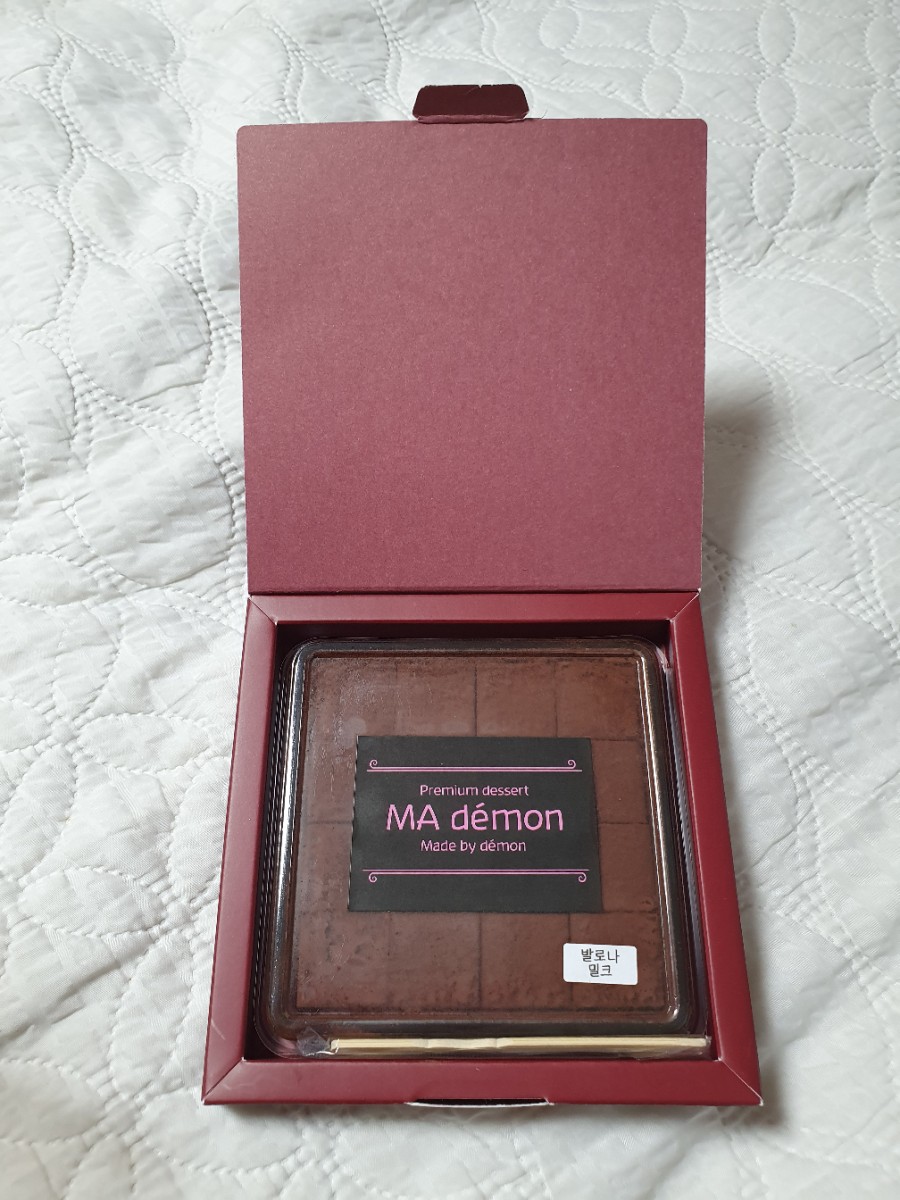 Premium dessert
MA démon
Made by démon
발로나
밀크